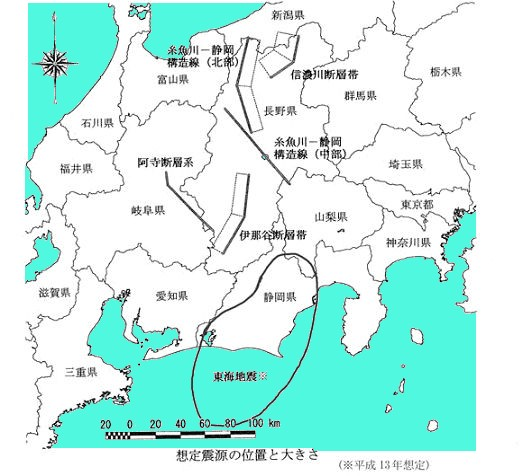 新潟県
糸魚川－静岡
構造線（北部）
富山県
信濃川断層帯
栃木県
群馬県
長野県
石川県
糸魚川－静岡
構造線（中部）
阿寺断層系
埼玉県
福井県
東京都
岐阜県
山梨県
伊那谷断層帯
神奈川県
滋賀県
愛知県
静岡県
三重県
東海地震※
20 0 20 40 60 80 100 km
想定震源の位置と大きさ
（※平成 13 年想定）